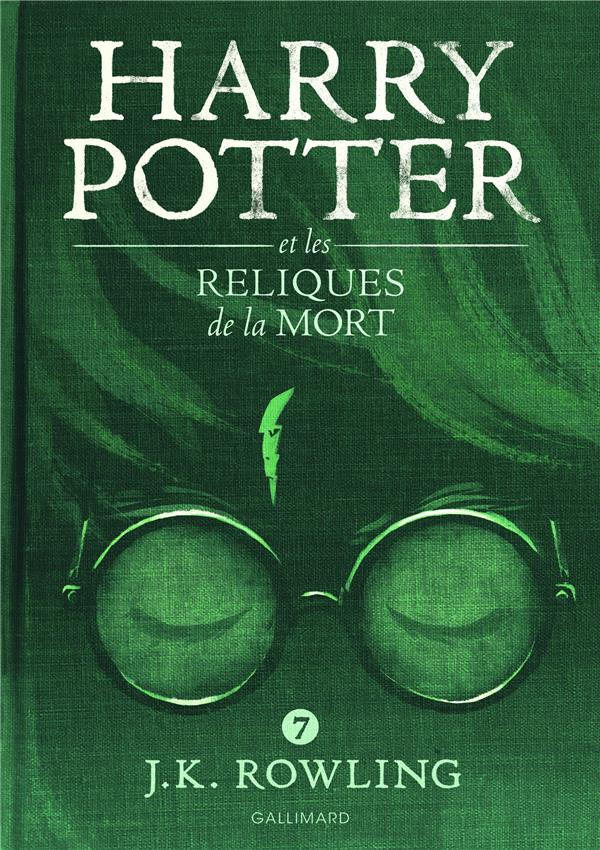 HARRY
POTTER
et les
RELIQUES
de la MORT
7
J.K. ROWLING
GALLIMARD